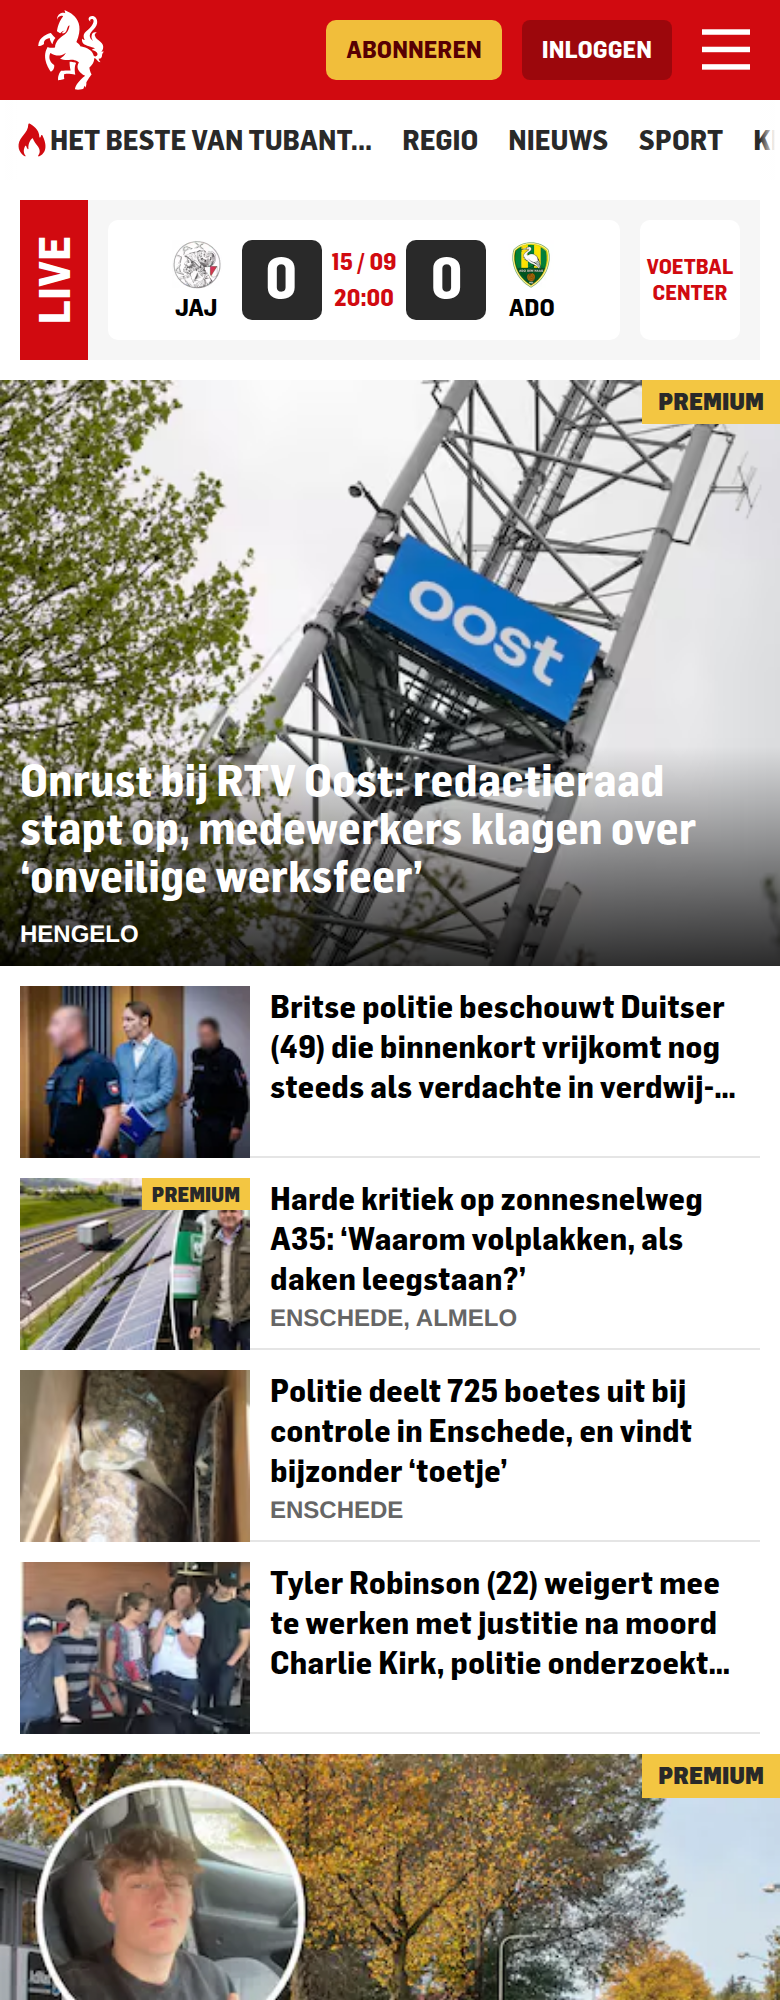 ABONNEREN
INLOGGEN
HET BESTE VAN TUBANT...
REGIO
NIEUWS
SPORT
LIVE
JAJ
0
15 / 09
20:00
0
ADO
VOETBAL
CENTER
PREMIUM
oost
Onrust bij RTV Oost: redactieraad
stapt op, medewerkers klagen over
‘onveilige werksfeer’
HENGELO
Britse politie beschouwt Duitser
(49) die binnenkort vrijkomt nog
steeds als verdachte in verdwij-...
PREMIUM
Harde kritiek op zonnesnelweg
A35: ‘Waarom volplakken, als
daken leegstaan?’
ENSCHEDE, ALMELO
Politie deelt 725 boetes uit bij
controle in Enschede, en vindt
bijzonder ‘toetje’
ENSCHEDE
Tyler Robinson (22) weigert mee
te werken met justitie na moord
Charlie Kirk, politie onderzoekt...
PREMIUM